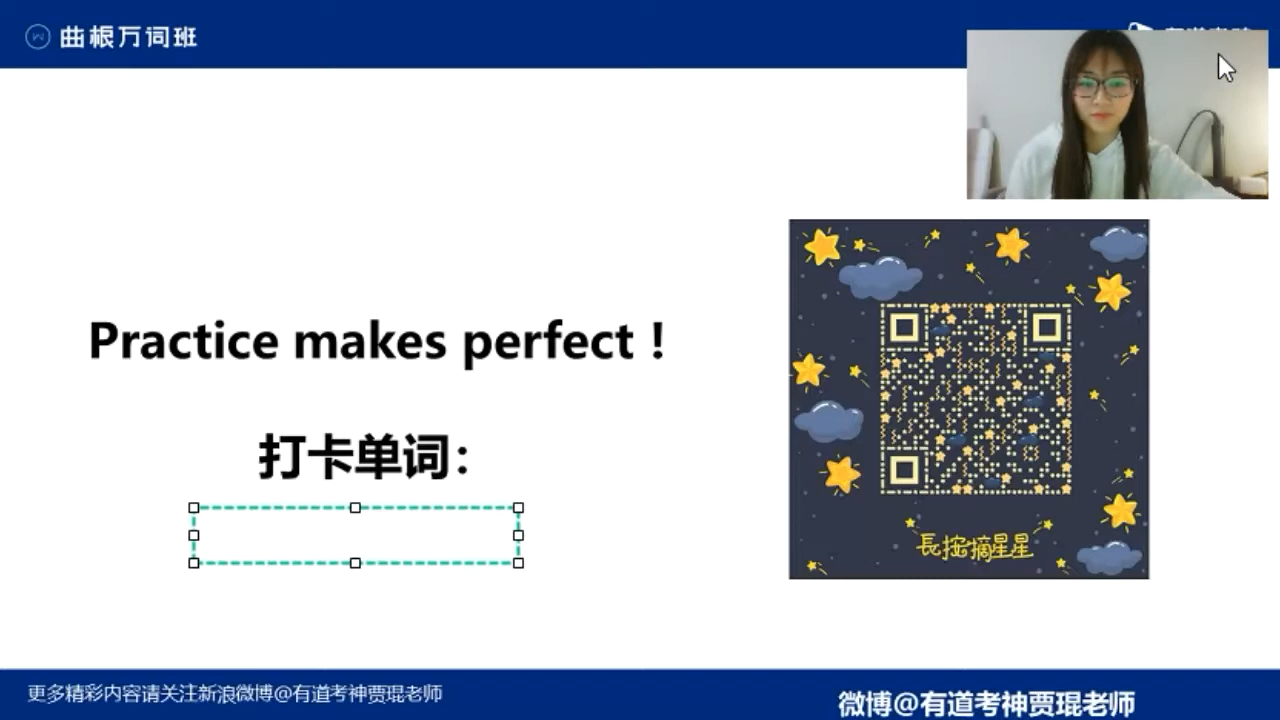 曲根万词班
Practice makes perfect！
打卡单词：
長按摘星星
更多精彩内容请关注新浪微博@有道考神贾琨老师
微博@有道考神贾琨老师